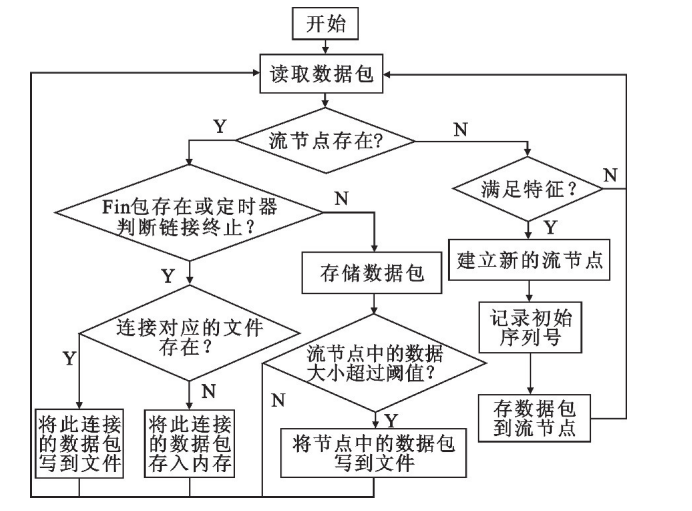 开始
读取数据包
Y
流节点存在?
N
满足特征？
N
Fin包存在或定时器
判断链接终止？
N
Y
建立新的流节点
存储数据包
Y
连接对应的文件
存在？
记录初始
序列号
流节点中的数据
大小超过阈值？
Y
N
N
存数据包
到流节点
将此连接
的数据包
写到文件
将此连接
的数据包
存入内存
Y
将节点中的数据包
写到文件